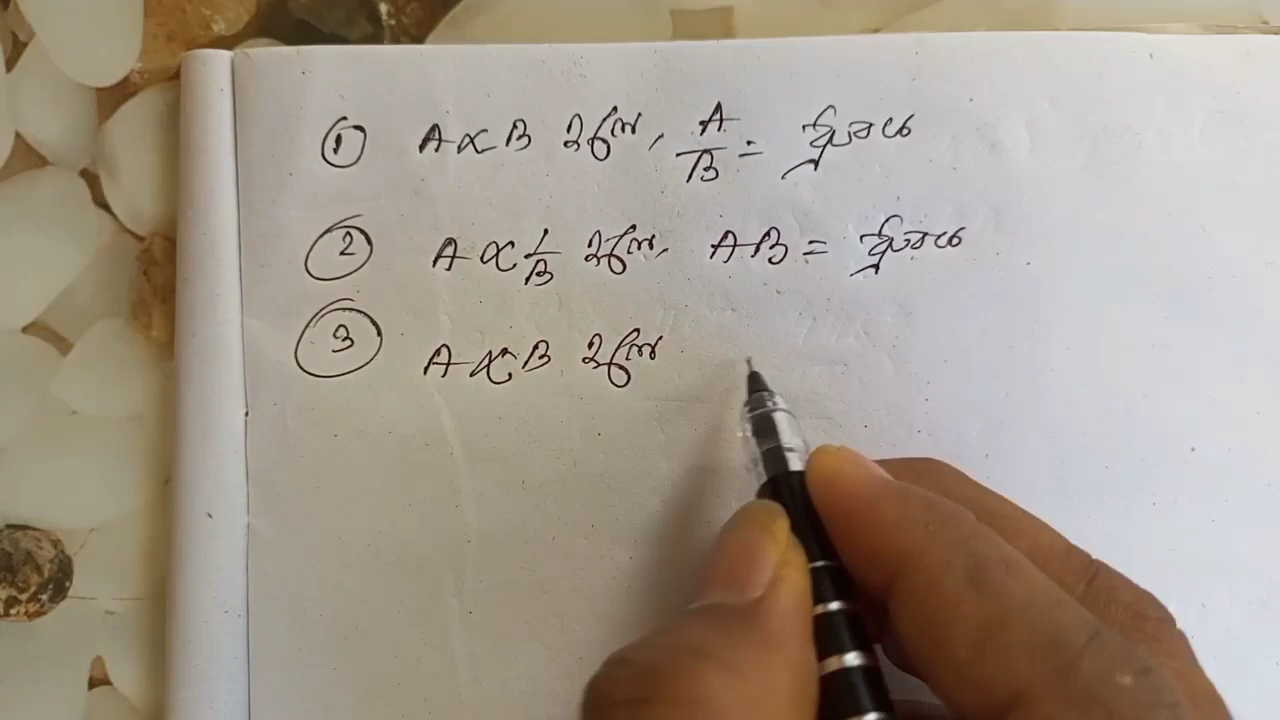 ① A ∝ B হলে, A/B = ধ্রুবক
② A ∝ 1/B হলে, AB = ধ্রুবক
③ A ∝ B হলে